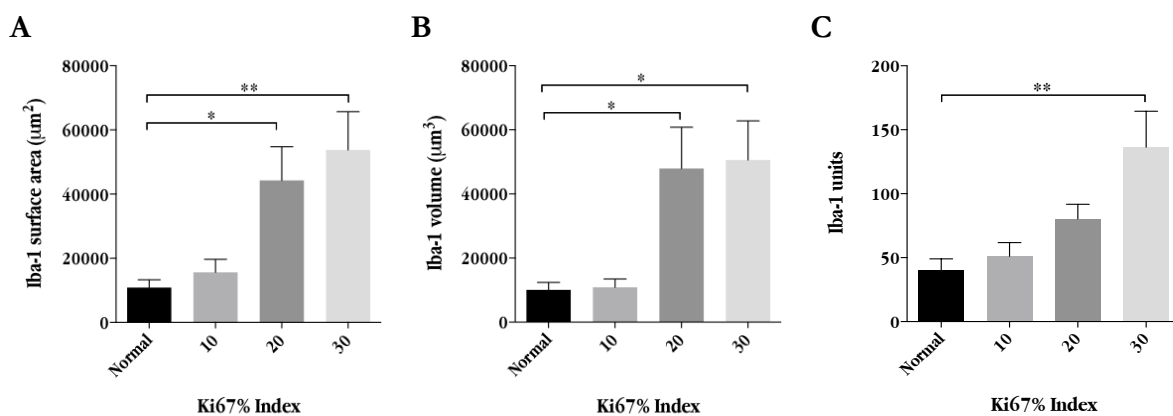 A
Iba-1 surface area (μm²)
80000
60000
40000
20000
0
**
*
Normal
10
20
30
Ki67% Index
B
Iba-1 volume (μm³)
80000
60000
40000
20000
0
*
*
Normal
10
20
30
Ki67% Index
C
Iba-1 units
200
150
100
50
0
**
Normal
10
20
30
Ki67% Index